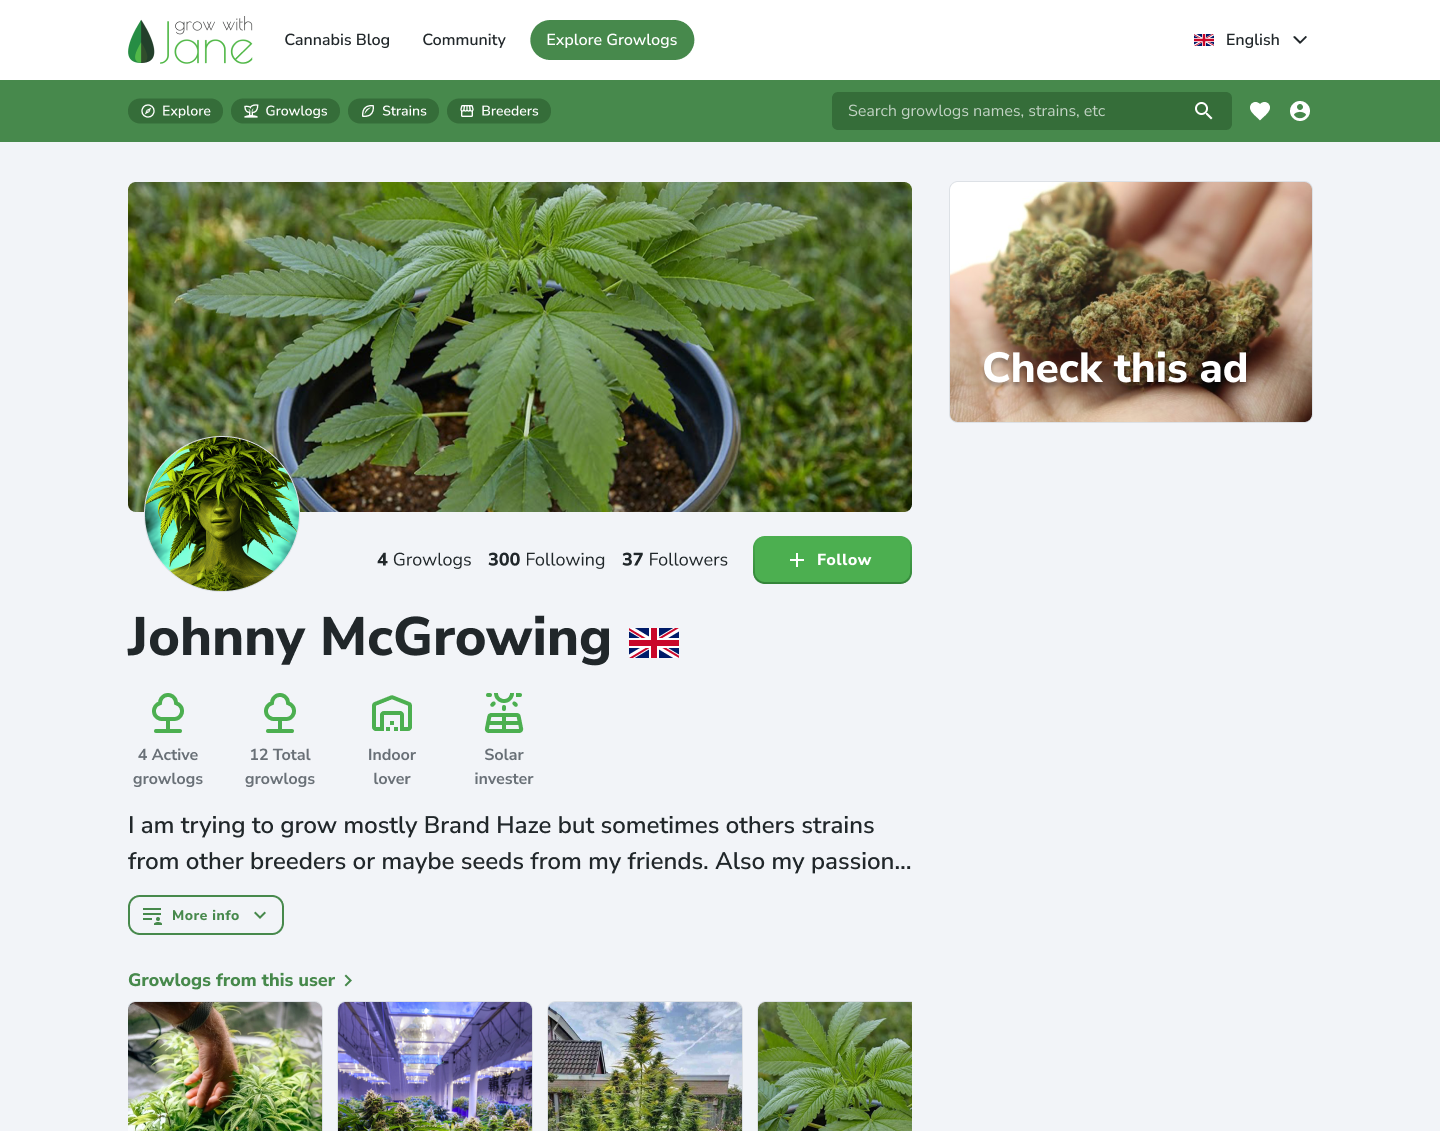 grow with
Jane
Cannabis Blog
Community
Explore Growlogs
English
Explore
Growlogs
Strains
Breeders
Search growlogs names, strains, etc
Check this ad
4 Growlogs
300 Following
37 Followers
Follow
Johnny McGrowing
4 Active
growlogs
12 Total
growlogs
Indoor
lover
Solar
invester
I am trying to grow mostly Brand Haze but sometimes others strains
from other breeders or maybe seeds from my friends. Also my passion...
More info
Growlogs from this user